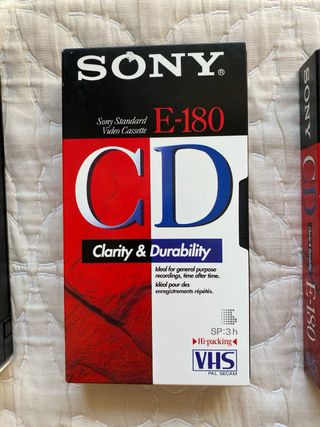 SONY®
Sony Standard
Video Cassette
E-180
CD
Clarity & Durability
Ideal for general purpose
recordings, time after time.
Idéal pour des
enregistrements répétés.
SP:3h
Hi-packing
VHS
PAL SECAM
SONY
CD
E-180